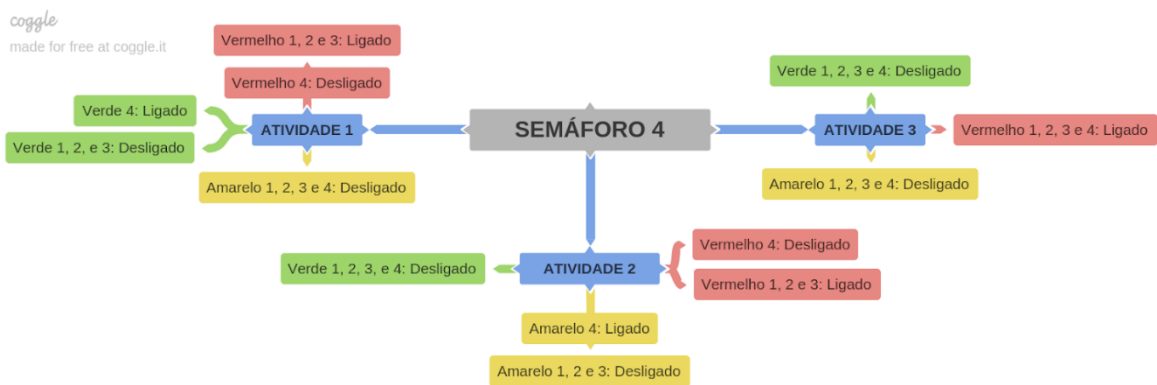 coggle
made for free at coggle.it
Vermelho 1, 2 e 3: Ligado
Vermelho 4: Desligado
Verde 4: Ligado
Verde 1, 2, e 3: Desligado
ATIVIDADE 1
Amarelo 1, 2, 3 e 4: Desligado
SEMÁFORO 4
Verde 1, 2, 3 e 4: Desligado
ATIVIDADE 3
Vermelho 1, 2, 3 e 4: Ligado
Amarelo 1, 2, 3 e 4: Desligado
Verde 1, 2, 3, e 4: Desligado
ATIVIDADE 2
Vermelho 4: Desligado
Vermelho 1, 2 e 3: Ligado
Amarelo 4: Ligado
Amarelo 1, 2 e 3: Desligado